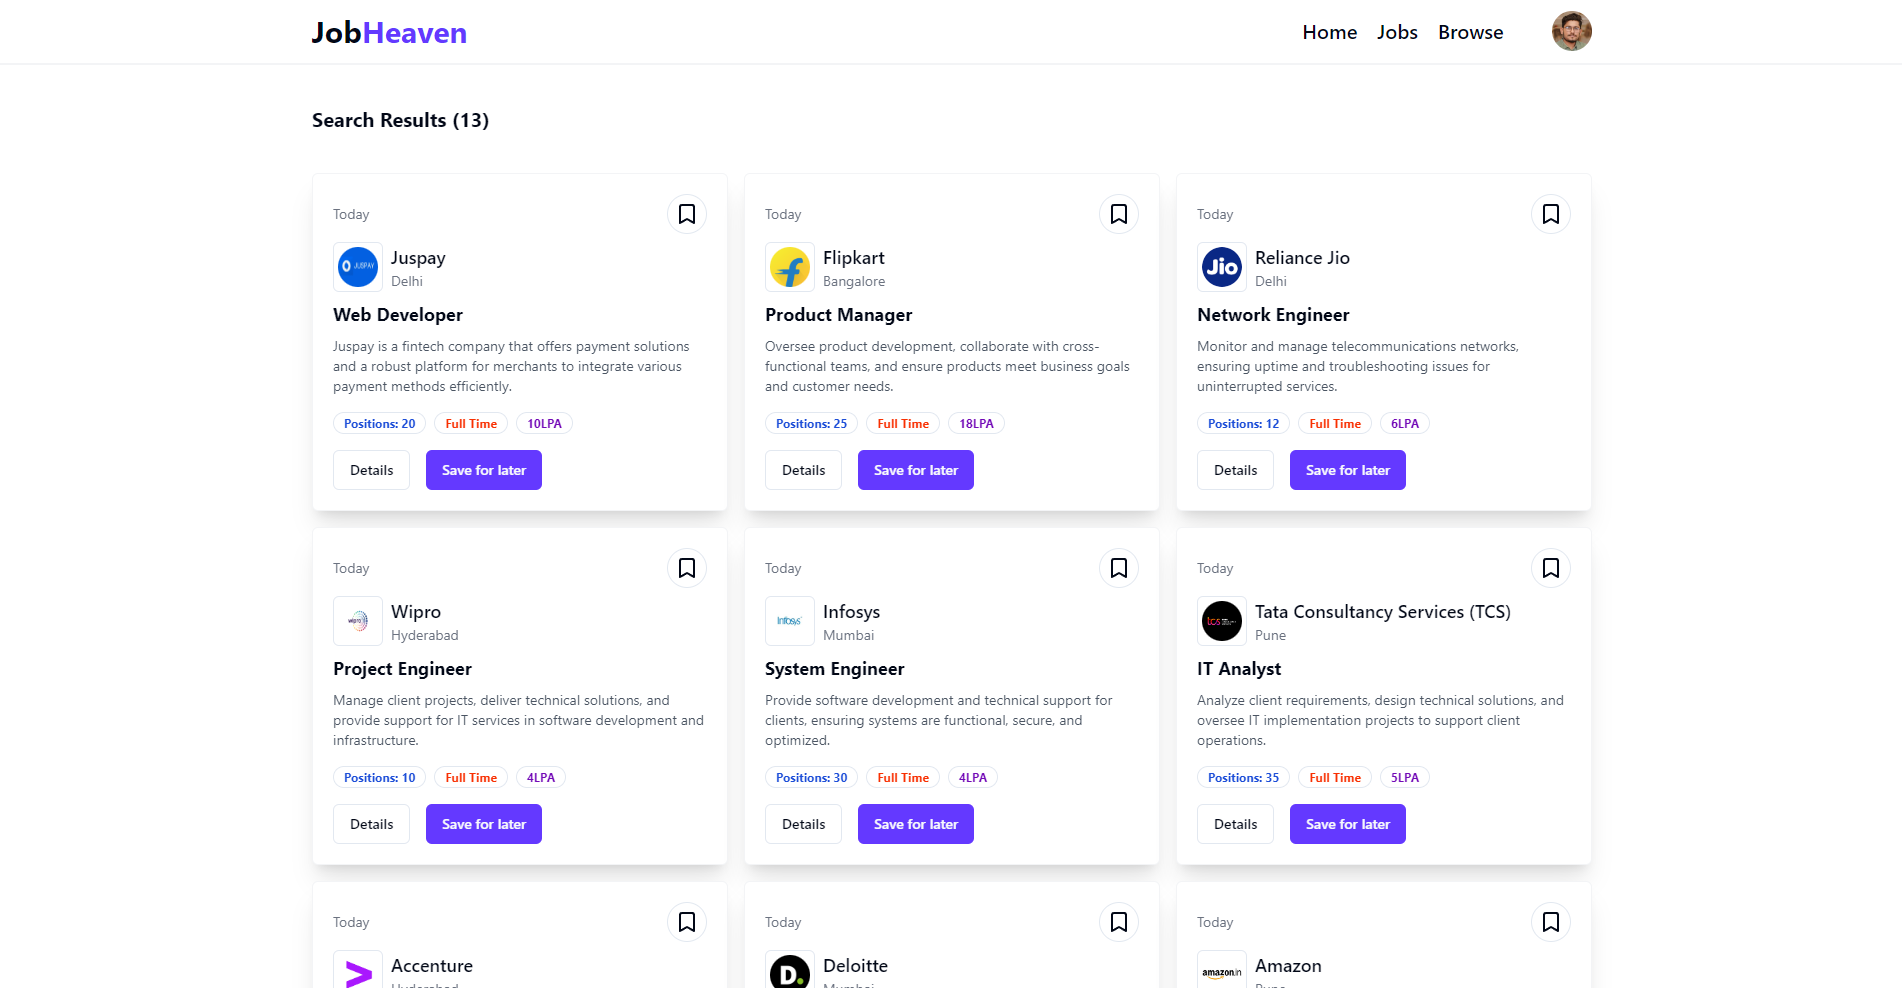 JobHeaven
Home Jobs Browse
Search Results (13)
Today
JUSPAY
Juspay
Delhi
Web Developer
Juspay is a fintech company that offers payment solutions
and a robust platform for merchants to integrate various
payment methods efficiently.
Positions: 20 Full Time 10LPA
Details Save for later
Today
Flipkart
Bangalore
Product Manager
Oversee product development, collaborate with cross-
functional teams, and ensure products meet business goals
and customer needs.
Positions: 25 Full Time 18LPA
Details Save for later
Today
Jio
Reliance Jio
Delhi
Network Engineer
Monitor and manage telecommunications networks,
ensuring uptime and troubleshooting issues for
uninterrupted services.
Positions: 12 Full Time 6LPA
Details Save for later
Today
wipro
Wipro
Hyderabad
Project Engineer
Manage client projects, deliver technical solutions, and
provide support for IT services in software development and
infrastructure.
Positions: 10 Full Time 4LPA
Details Save for later
Today
Infosys
Infosys
Mumbai
System Engineer
Provide software development and technical support for
clients, ensuring systems are functional, secure, and
optimized.
Positions: 30 Full Time 4LPA
Details Save for later
Today
tcs
Tata Consultancy Services (TCS)
Pune
IT Analyst
Analyze client requirements, design technical solutions, and
oversee IT implementation projects to support client
operations.
Positions: 35 Full Time 5LPA
Details Save for later
Today
Accenture
Hyderabad
Today
D.
Deloitte
Mumbai
Today
amazon.in
Amazon
Pune